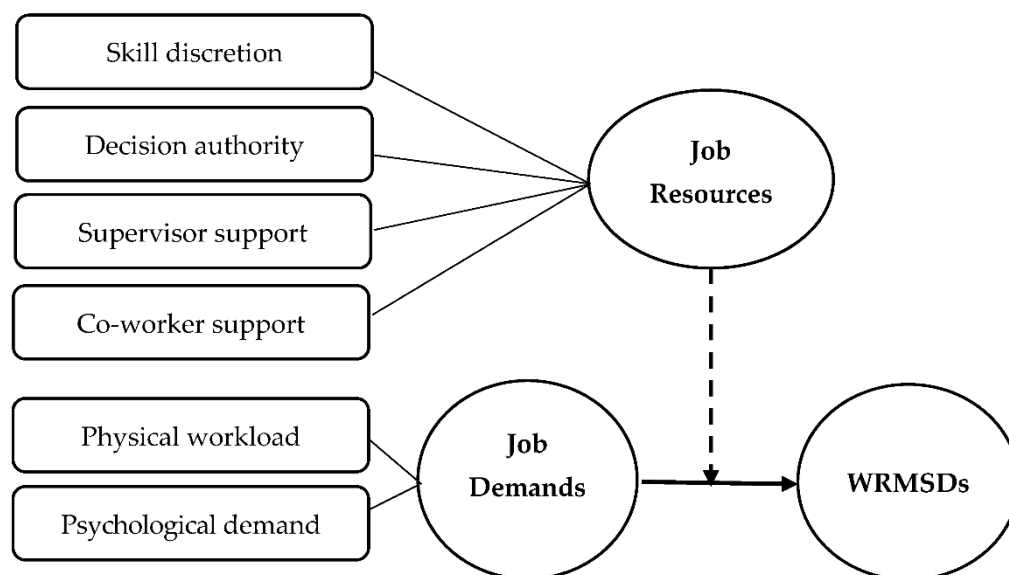 Skill discretion
Decision authority
Supervisor support
Co-worker support
Job
Resources
Physical workload
Psychological demand
Job
Demands
WRMSDs